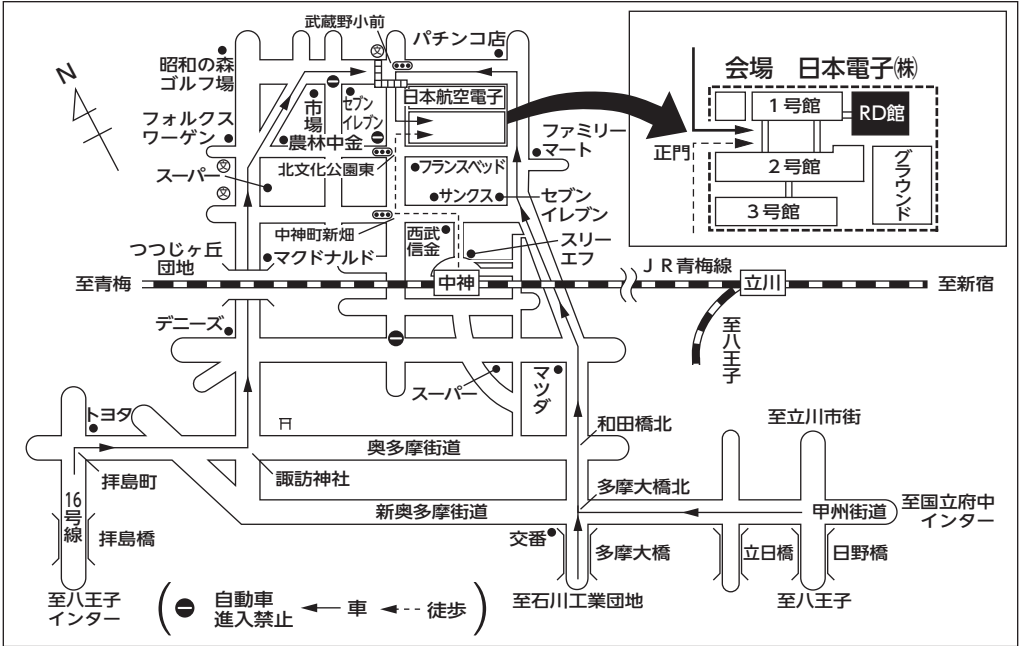 武蔵野小前
パチンコ店
昭和の森
ゴルフ場
N
文
市場
セブン
イレブン
日本航空電子
フォルクス
ワーゲン
農林中金
ファミリー
マート
北文化公園東
フランスベッド
文
文
スーパー
サンクス
セブン
イレブン
中神町新畑
西武
信金
スリー
エフ
つつじヶ丘
団地
マクドナルド
会場 日本電子㈱
1号館
RD館
正門
2号館
グラウンド
3号館
至青梅
中神
JR青梅線
立川
至新宿
至八王子
デニーズ
スーパー
マツダ
トヨタ
奥多摩街道
和田橋北
至立川市街
拝島町
諏訪神社
多摩大橋北
16号線
新奥多摩街道
甲州街道
至国立府中
インター
拝島橋
交番
多摩大橋
立日橋
日野橋
至八王子
インター
自動車
進入禁止
車
徒歩
至石川工業団地
至八王子